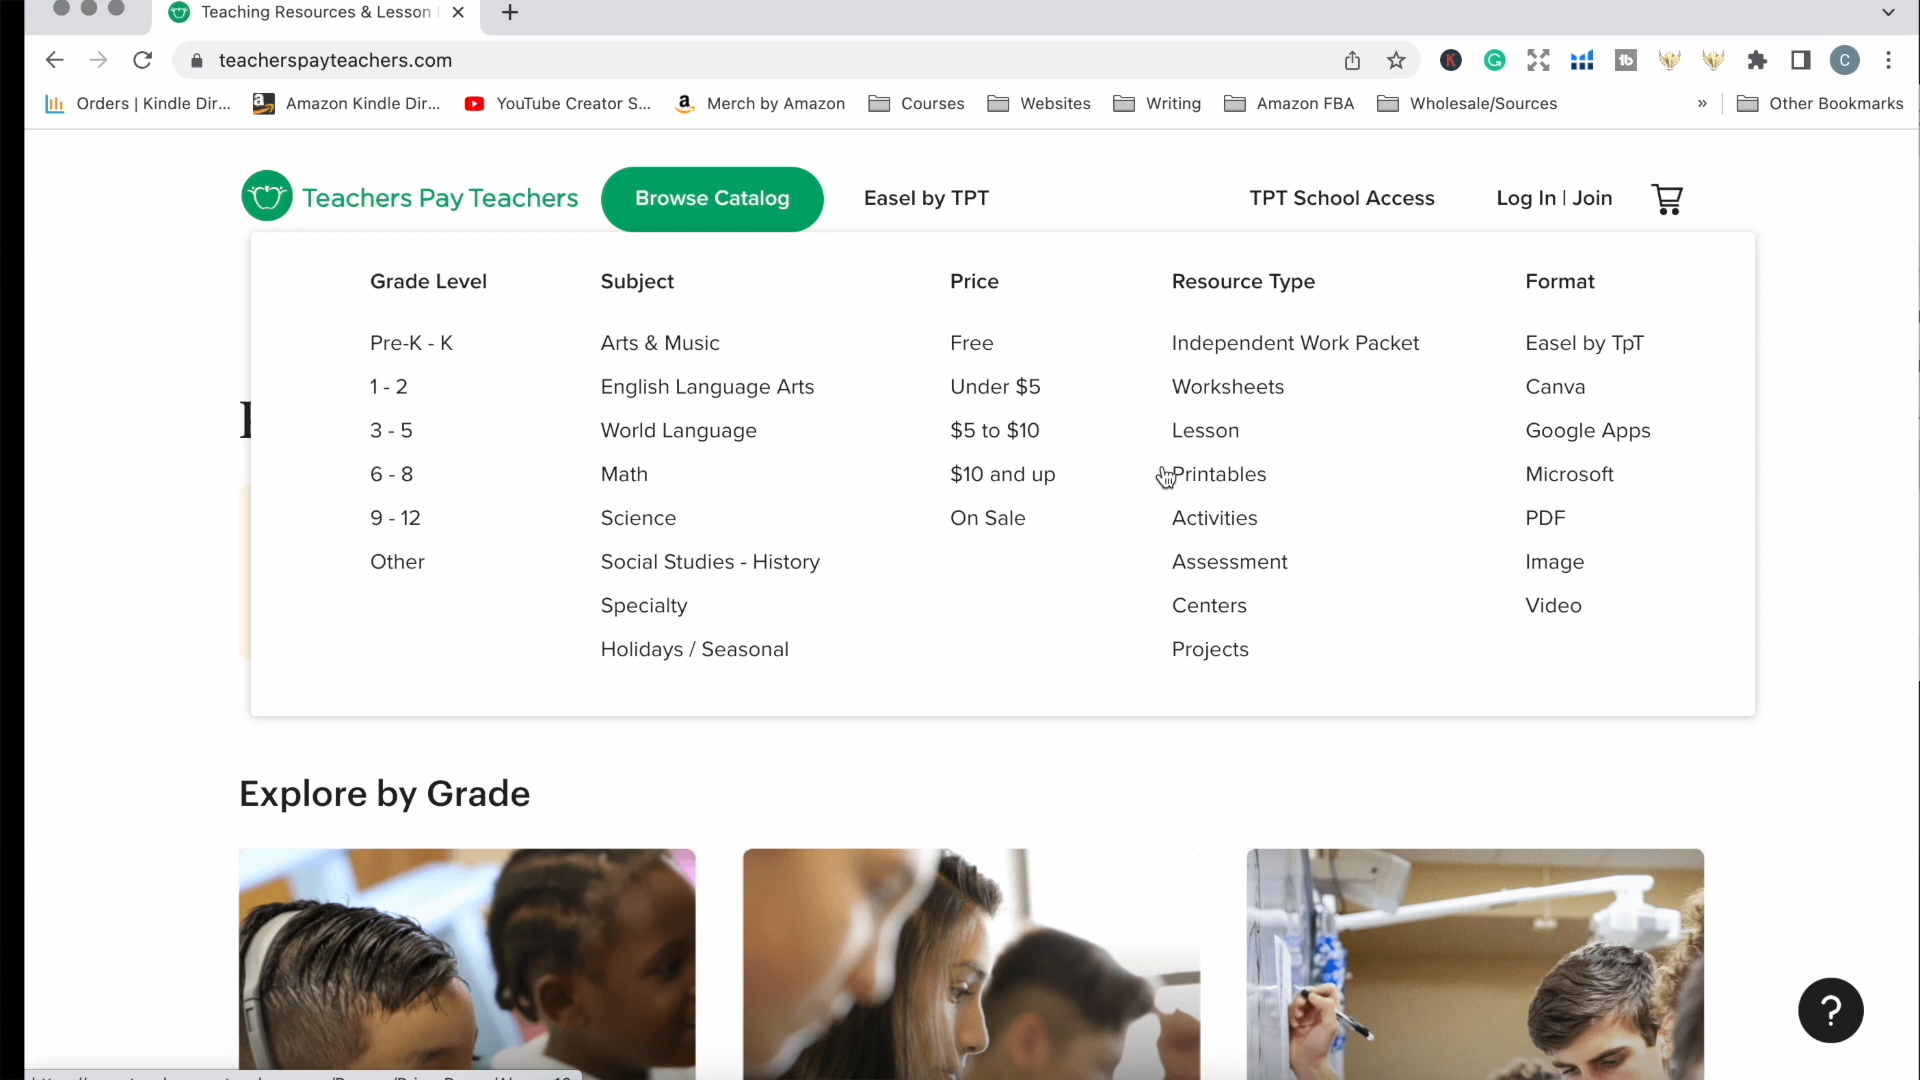 Teaching Resources & Lesson
teacherspayteachers.com
Orders | Kindle Dir...
Amazon Kindle Dir...
YouTube Creator S...
Merch by Amazon
Courses
Websites
Writing
Amazon FBA
Wholesale/Sources
»
Other Bookmarks
Teachers Pay Teachers
Browse Catalog
Easel by TPT
TPT School Access
Log In | Join
Grade Level
Pre-K - K
1 - 2
3 - 5
6 - 8
9 - 12
Other
Subject
Arts & Music
English Language Arts
World Language
Math
Science
Social Studies - History
Specialty
Holidays / Seasonal
Price
Free
Under $5
$5 to $10
$10 and up
On Sale
Resource Type
Independent Work Packet
Worksheets
Lesson
Printables
Activities
Assessment
Centers
Projects
Format
Easel by TpT
Canva
Google Apps
Microsoft
PDF
Image
Video
Explore by Grade
?